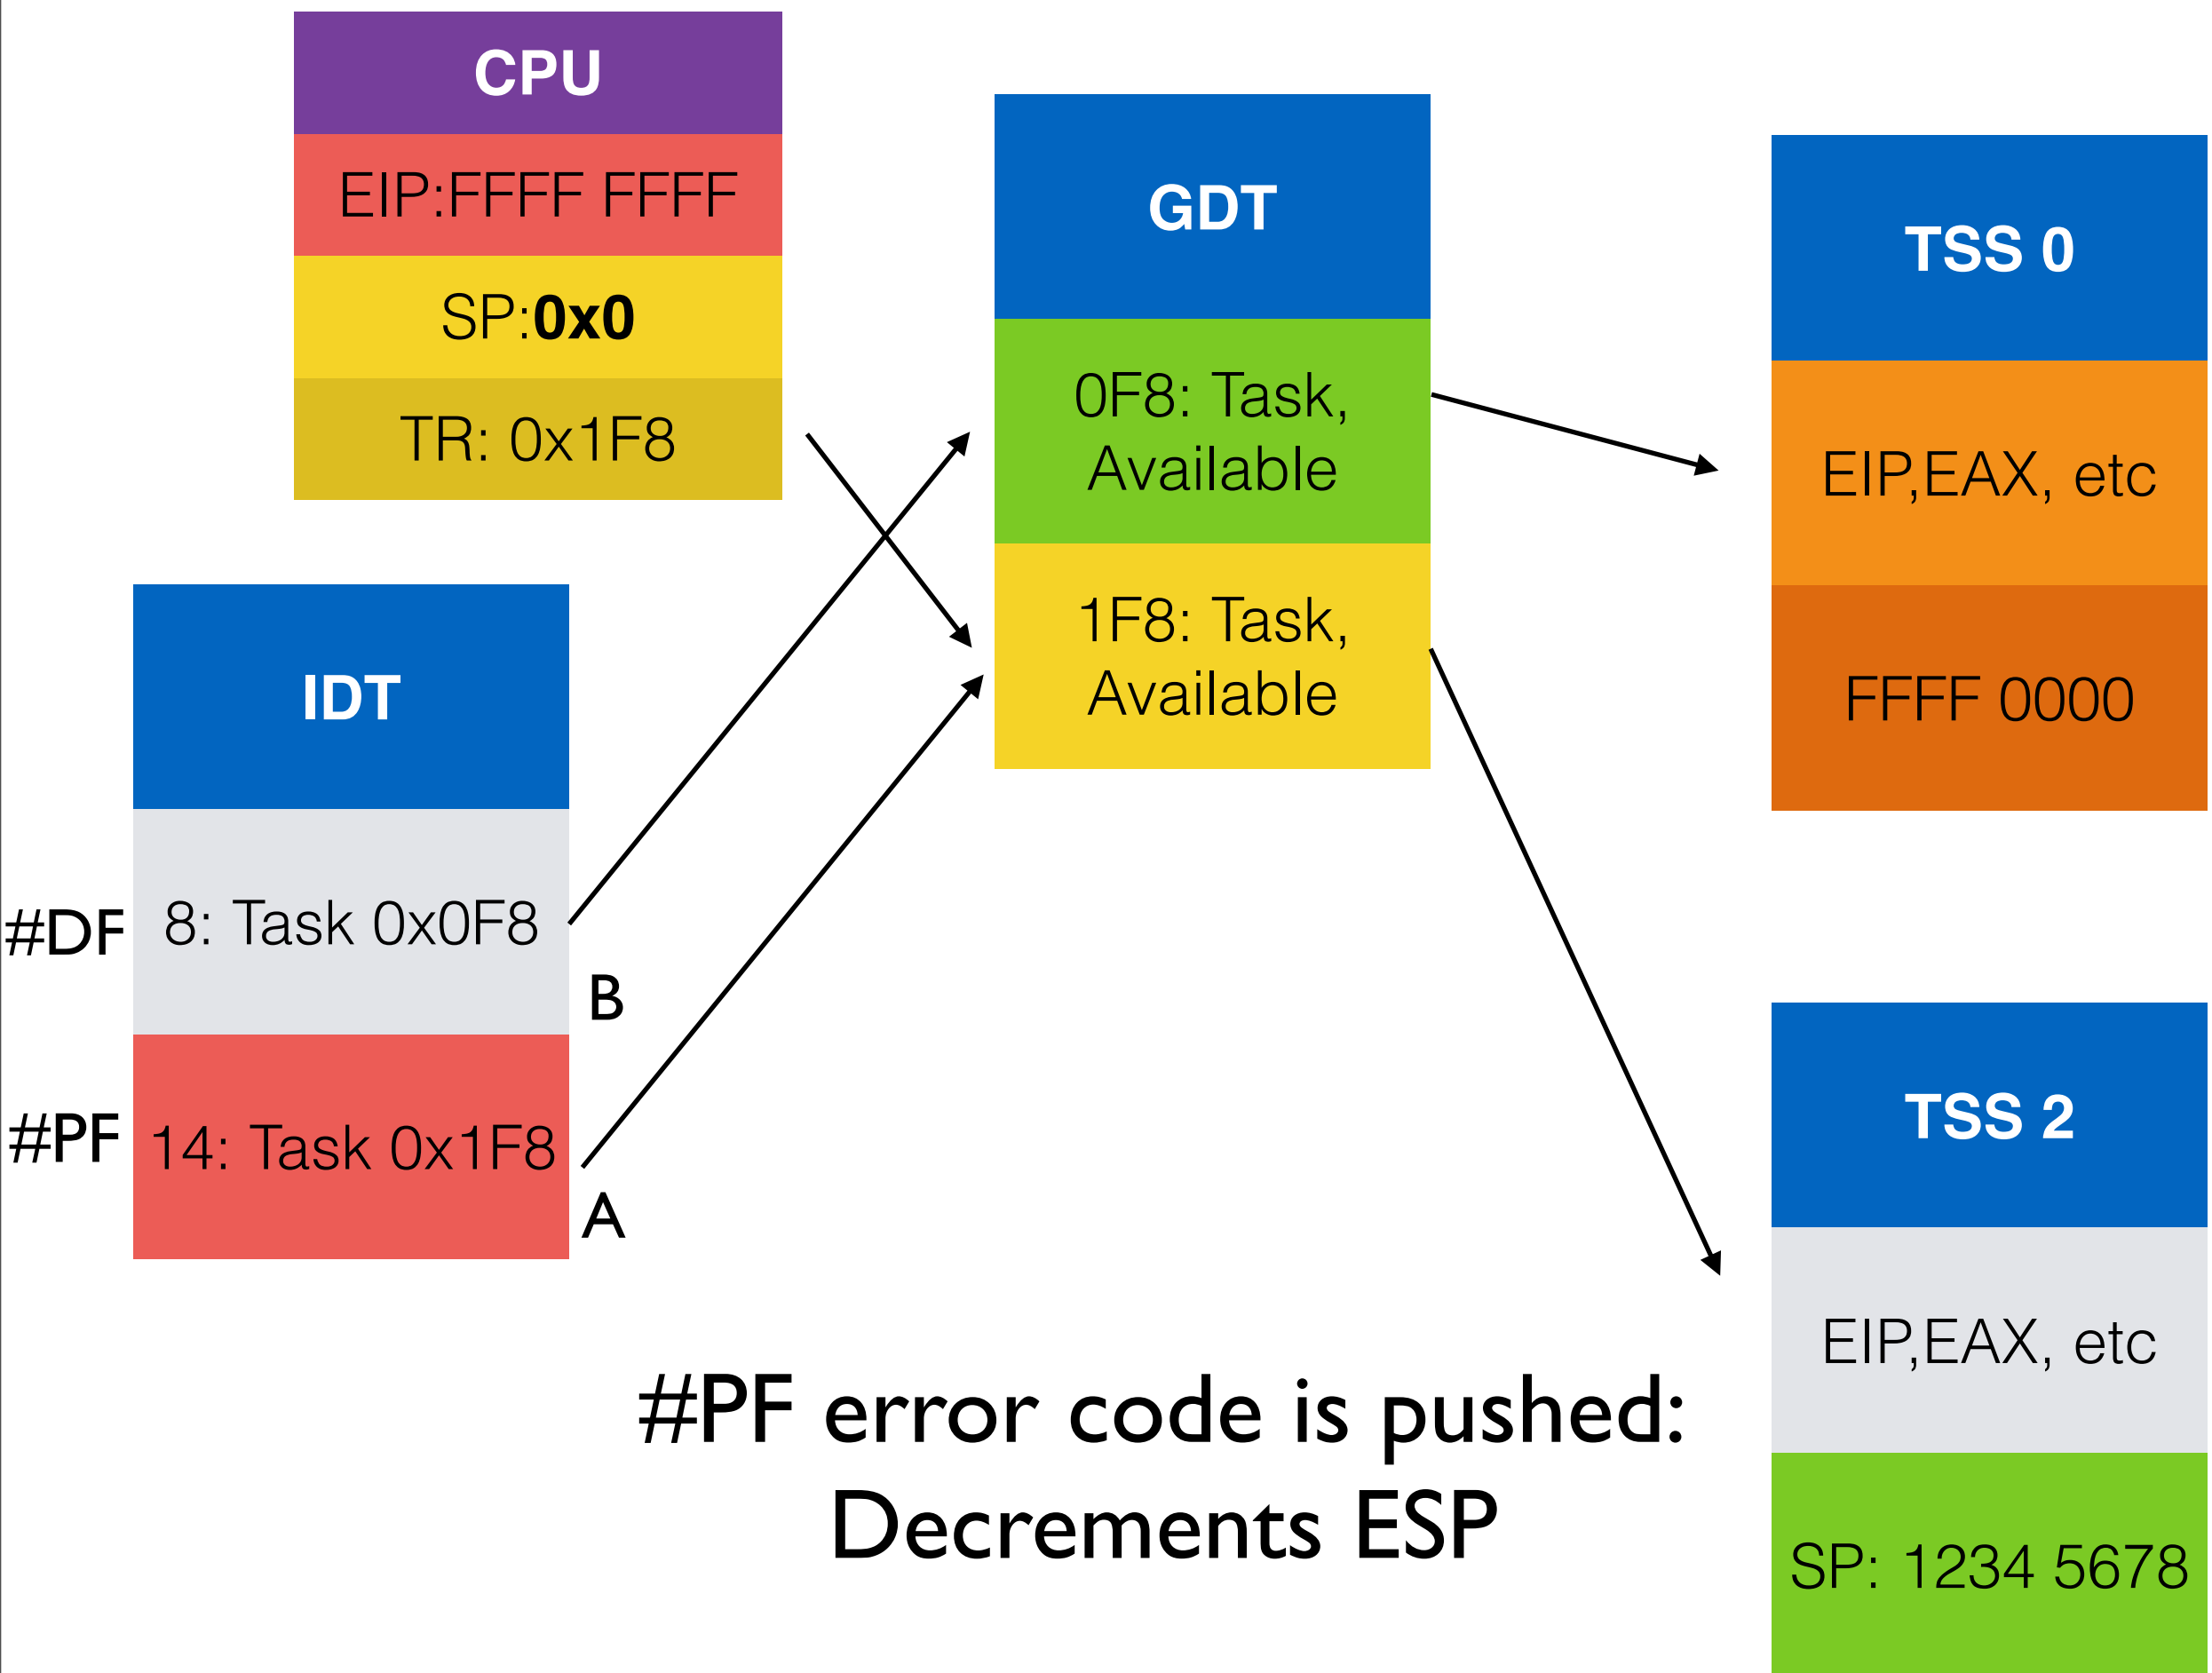 CPU
EIP:FFFF FFFF
SP:0x0
TR: 0x1F8
IDT
#DF
8: Task 0x0F8
B
#PF
14: Task 0x1F8
A
GDT
0F8: Task,
Available
1F8: Task,
Available
TSS 0
EIP,EAX, etc
FFFF 0000
TSS 2
EIP,EAX, etc
SP: 1234 5678
#PF error code is pushed:
Decrements ESP